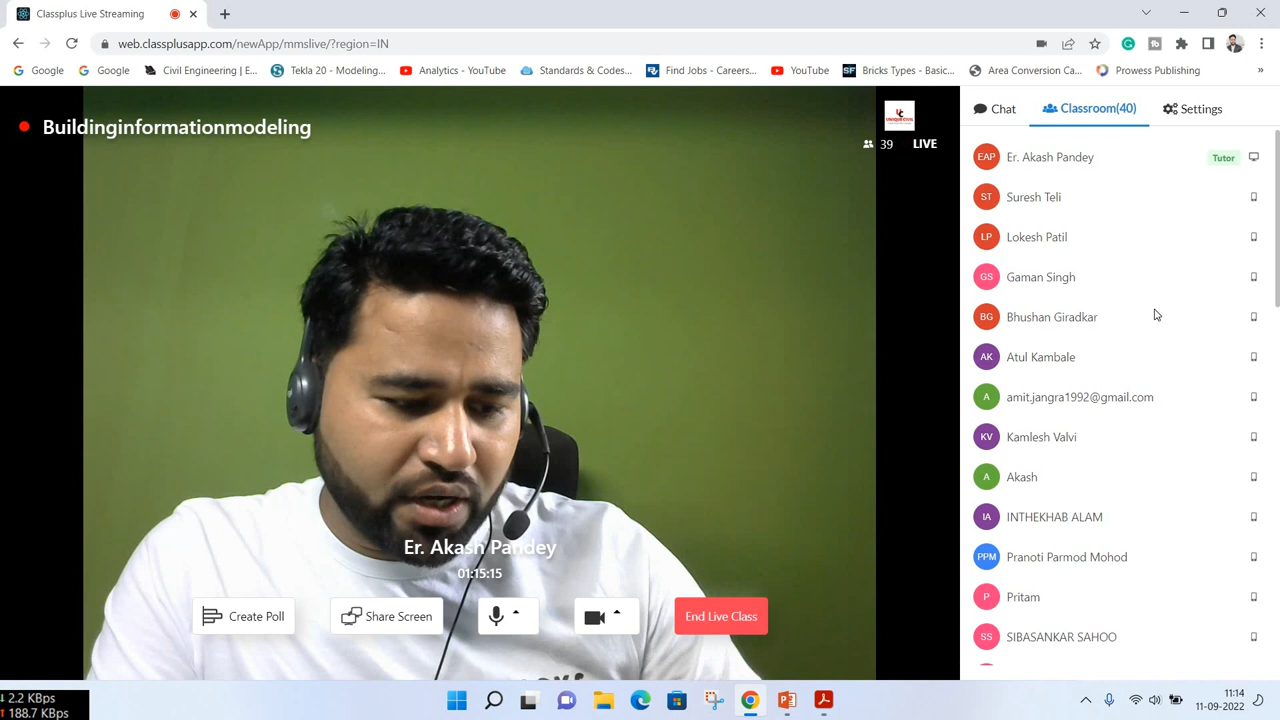 Classplus Live Streaming
web.classplusapp.com/newApp/mmslive/?region=IN
Google
Google
Civil Engineering | E...
Tekla 20 - Modeling...
Analytics - YouTube
Standards & Codes...
Find Jobs - Careers...
YouTube
SF
Bricks Types - Basic...
Area Conversion Ca...
Prowess Publishing
»
Buildinginformationmodeling
UNIQUE CIVIL
39 LIVE
Chat
Classroom(40)
Settings
EAP Er. Akash Pandey Tutor
ST Suresh Teli
LP Lokesh Patil
GS Gaman Singh
BG Bhushan Giradkar
AK Atul Kambale
A amit.jangra1992@gmail.com
KV Kamlesh Valvi
A Akash
IA INTHEKHAB ALAM
PPM Pranoti Parmod Mohod
P Pritam
SS SIBASANKAR SAHOO
Er. Akash Pandey
01:15:15
Create Poll
Share Screen
End Live Class
↓ 2.2 KBps
↑ 188.7 KBps
11:14
11-09-2022